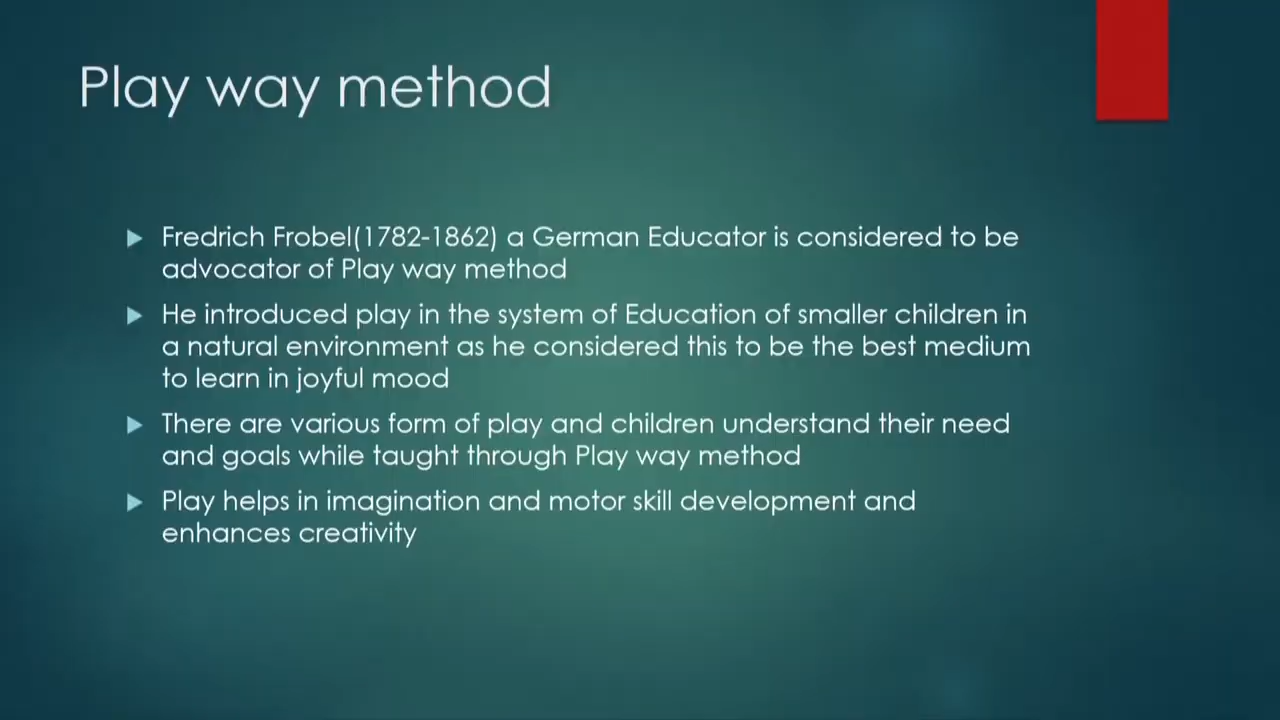 Play way method
Fredrich Frobel(1782-1862) a German Educator is considered to be
advocator of Play way method
He introduced play in the system of Education of smaller children in
a natural environment as he considered this to be the best medium
to learn in joyful mood
There are various form of play and children understand their need
and goals while taught through Play way method
Play helps in imagination and motor skill development and
enhances creativity